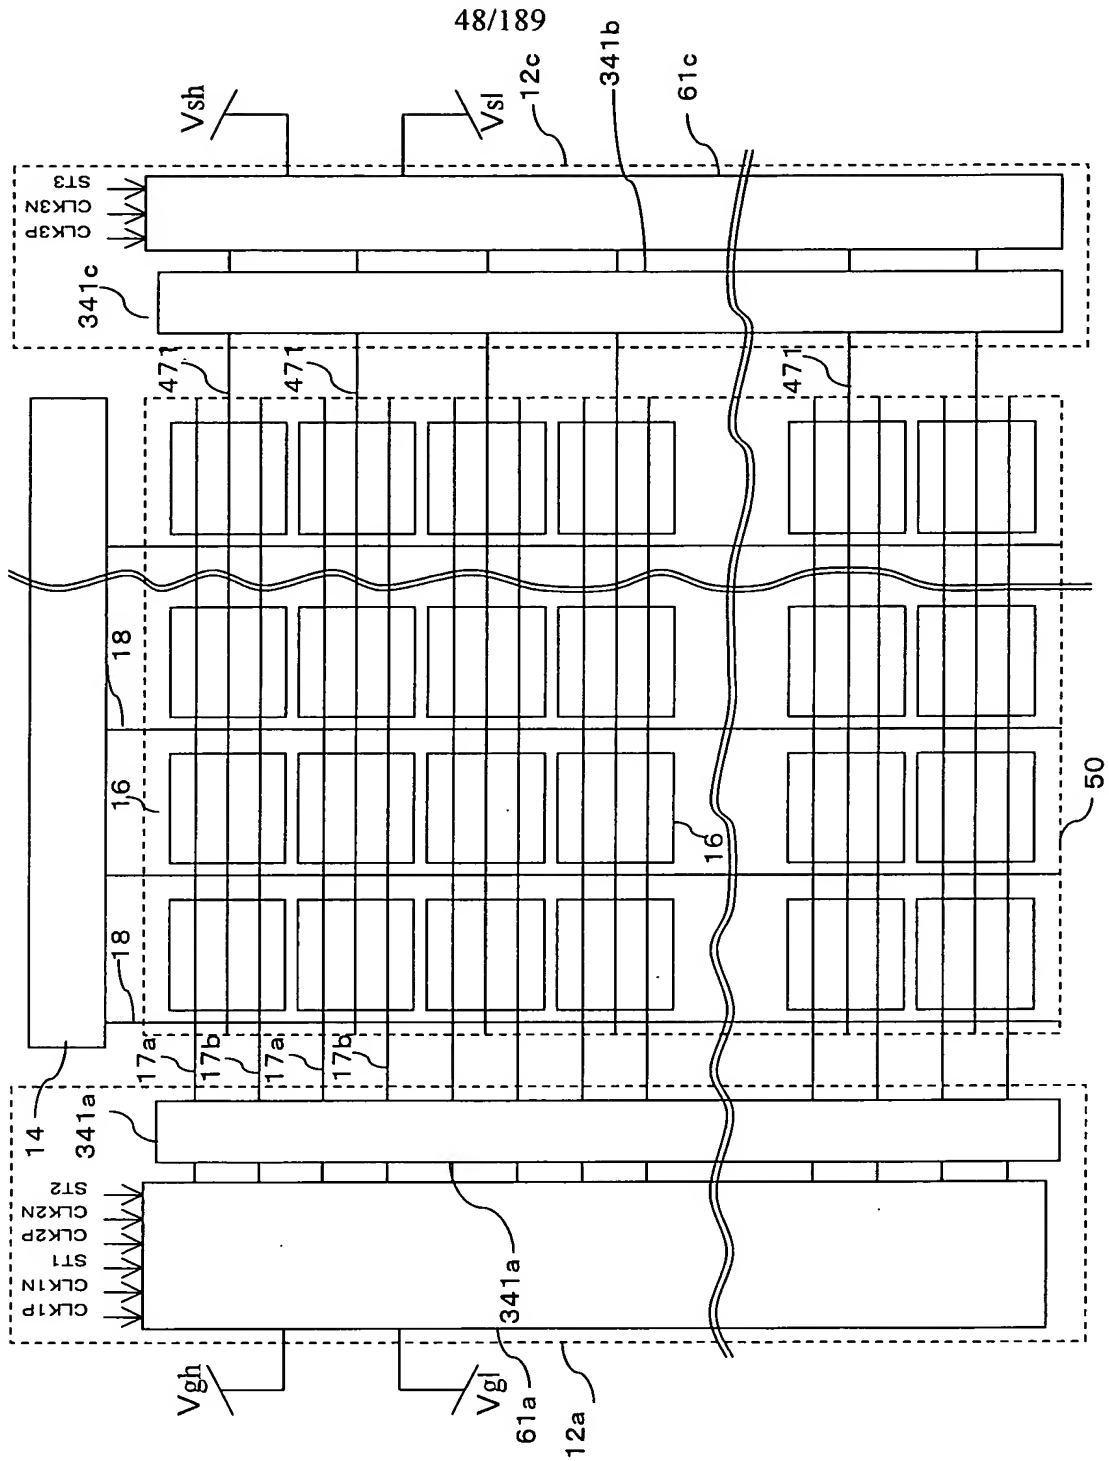 48/189
Vsh
Vsl
12c
341b
61c
ST3
CLK3N
CLK3P
341c
471
471
471
18
16
16
18
50
14
17a
17b
17a
17b
341a
ST2
CLK2N
CLK2P
ST1
CLK1N
CLK1P
341a
Vgh
Vgl
61a
12a